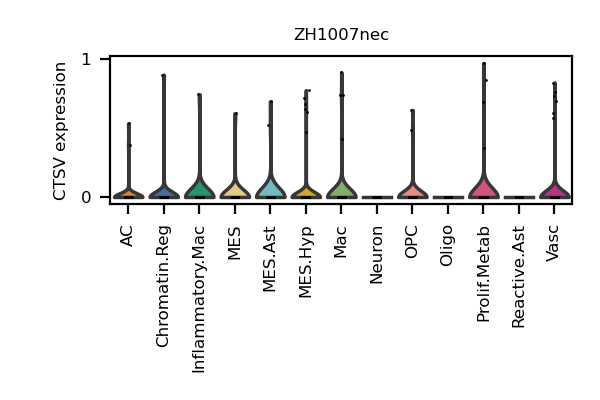 ZH1007nec
CTSV expression
1
0
AC
Chromatin.Reg
Inflammatory.Mac
MES
MES.Ast
MES.Hyp
Mac
Neuron
OPC
Oligo
Prolif.Metab
Reactive.Ast
Vasc